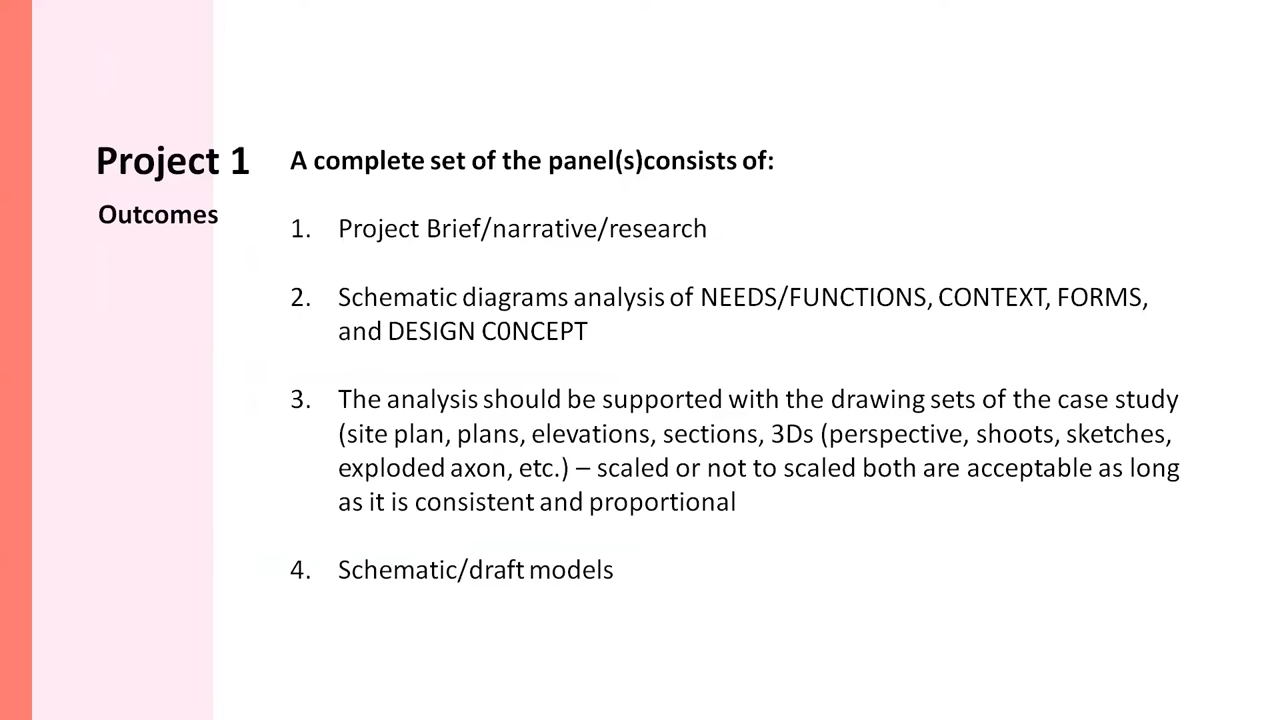 Project 1
Outcomes
A complete set of the panel(s)consists of:
1. Project Brief/narrative/research
2. Schematic diagrams analysis of NEEDS/FUNCTIONS, CONTEXT, FORMS,
and DESIGN C0NCEPT
3. The analysis should be supported with the drawing sets of the case study
(site plan, plans, elevations, sections, 3Ds (perspective, shoots, sketches,
exploded axon, etc.) – scaled or not to scaled both are acceptable as long
as it is consistent and proportional
4. Schematic/draft models